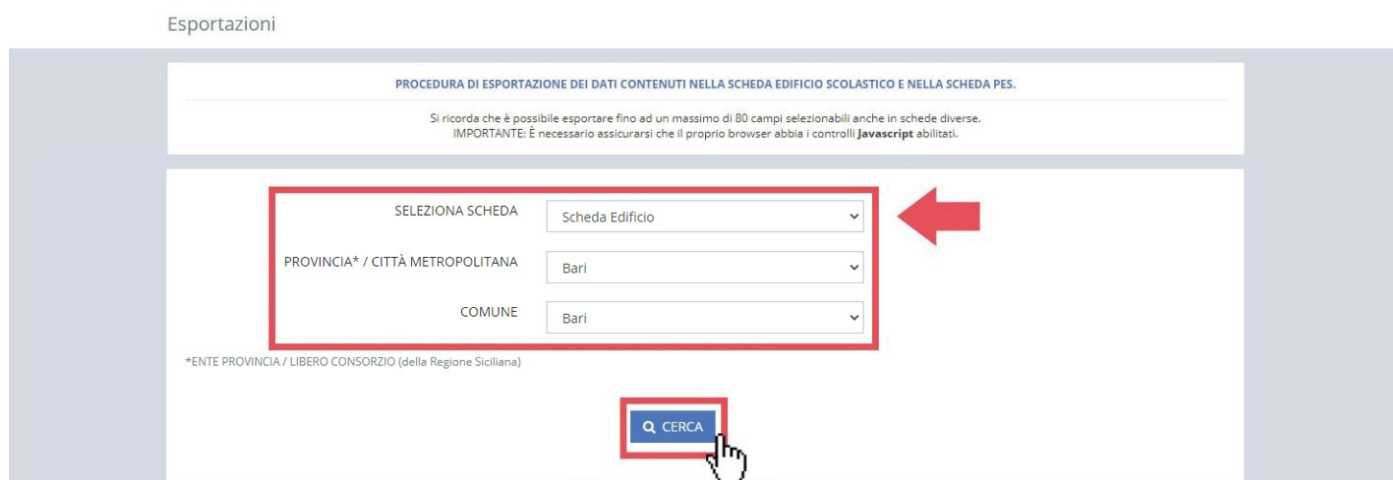 Esportazioni
PROCEDURA DI ESPORTAZIONE DEI DATI CONTENUTI NELLA SCHEDA EDIFICIO SCOLASTICO E NELLA SCHEDA PES.
Si ricorda che è possibile esportare fino ad un massimo di 80 campi selezionabili anche in schede diverse.
IMPORTANTE: È necessario assicurarsi che il proprio browser abbia i controlli Javascript abilitati.
SELEZIONA SCHEDA Scheda Edificio
PROVINCIA* / CITTÀ METROPOLITANA Bari
COMUNE Bari
*ENTE PROVINCIA / LIBERO CONSORZIO (della Regione Siciliana)
CERCA